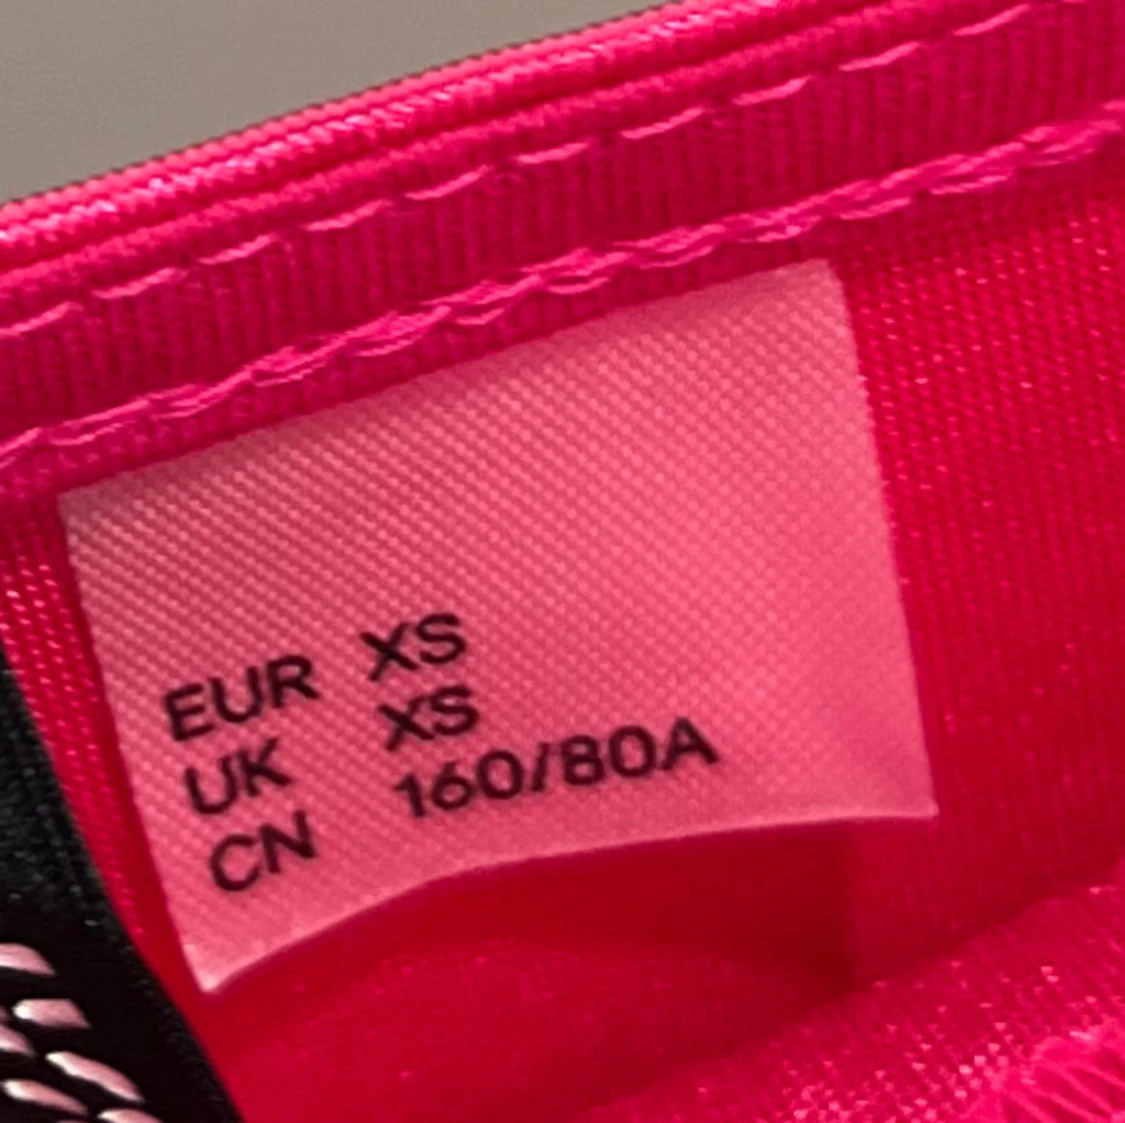 EUR XS
UK XS
CN 160/80A